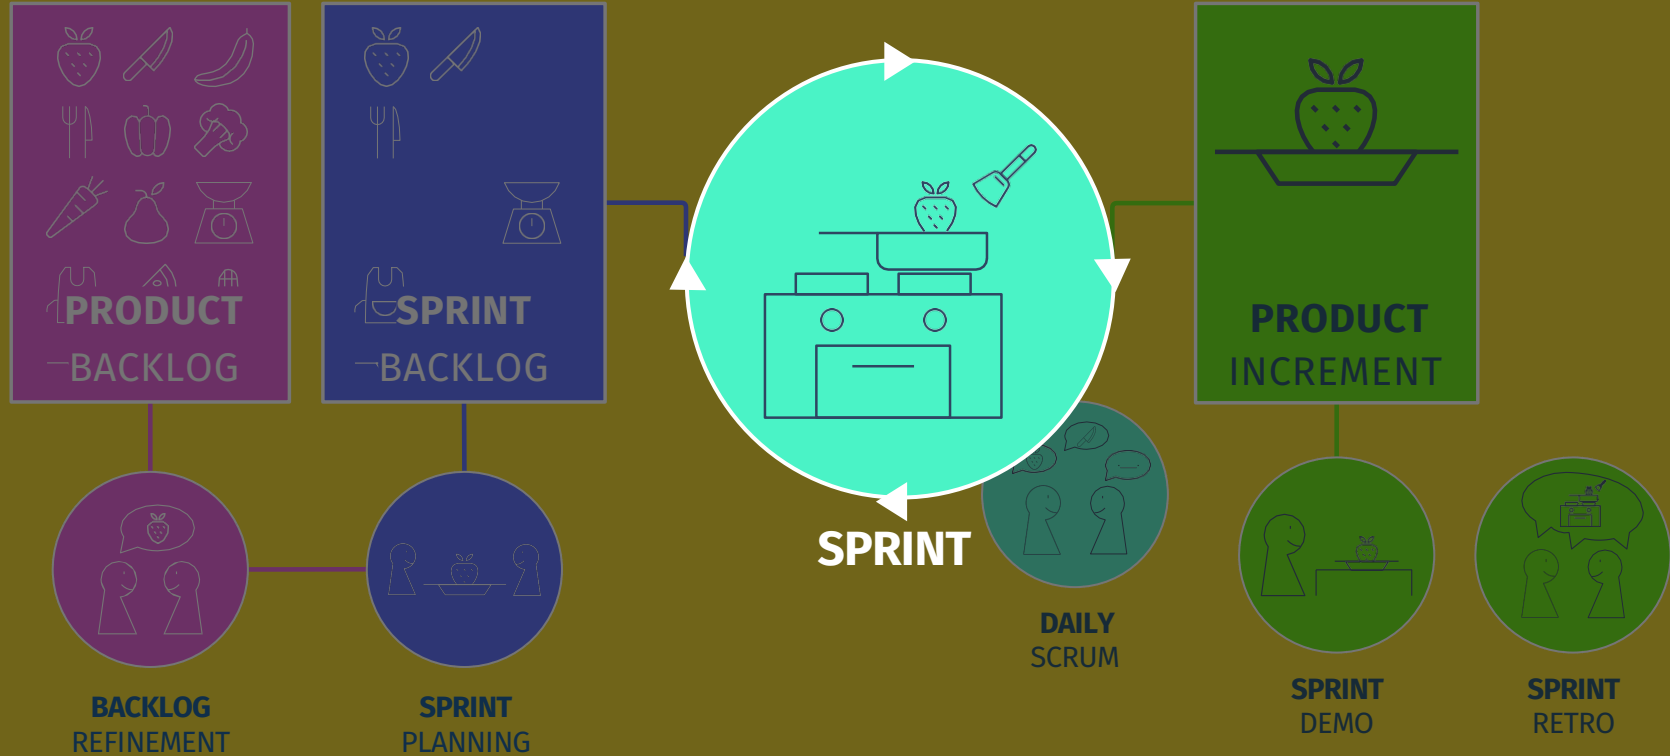 PRODUCT
BACKLOG
SPRINT
BACKLOG
PRODUCT
INCREMENT
SPRINT
DAILY
SCRUM
BACKLOG
REFINEMENT
SPRINT
PLANNING
SPRINT
DEMO
SPRINT
RETRO